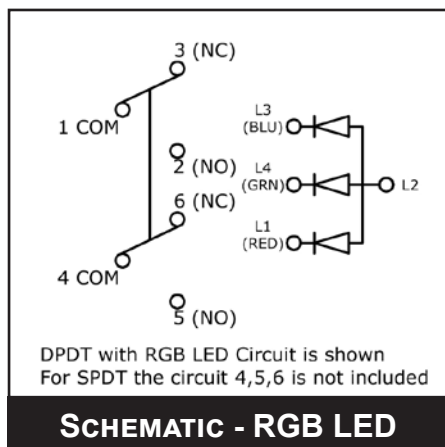 3 (NC)
1 COM
2 (NO)
6 (NC)
4 COM
5 (NO)
L3
(BLU)
L4
(GRN)
L2
L1
(RED)
DPDT with RGB LED Circuit is shown
For SPDT the circuit 4,5,6 is not included
SCHEMATIC - RGB LED